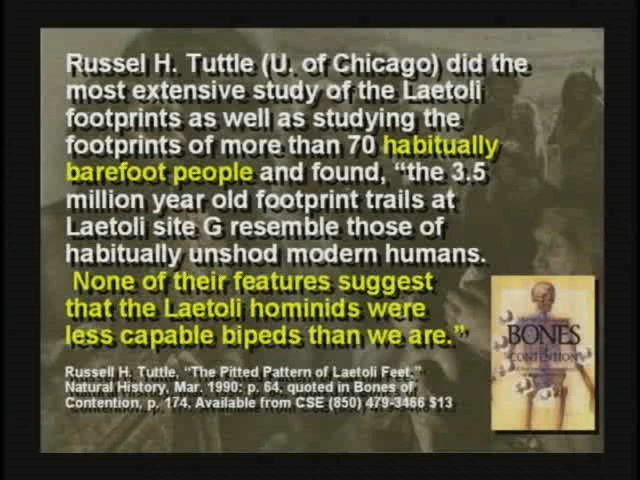 Russel H. Tuttle (U. of Chicago) did the
most extensive study of the Laetoli
footprints as well as studying the
footprints of more than 70 habitually
barefoot people and found, “the 3.5
million year old footprint trails at
Laetoli site G resemble those of
habitually unshod modern humans.
None of their features suggest
that the Laetoli hominids were
less capable bipeds than we are.”
Russell H. Tuttle, “The Pitted Pattern of Laetoli Feet,”
Natural History, Mar. 1990: p. 64, quoted in Bones of
Contention, p. 174. Available from CSE (850) 479-3466 $13
BONES
OF
CONTENTION